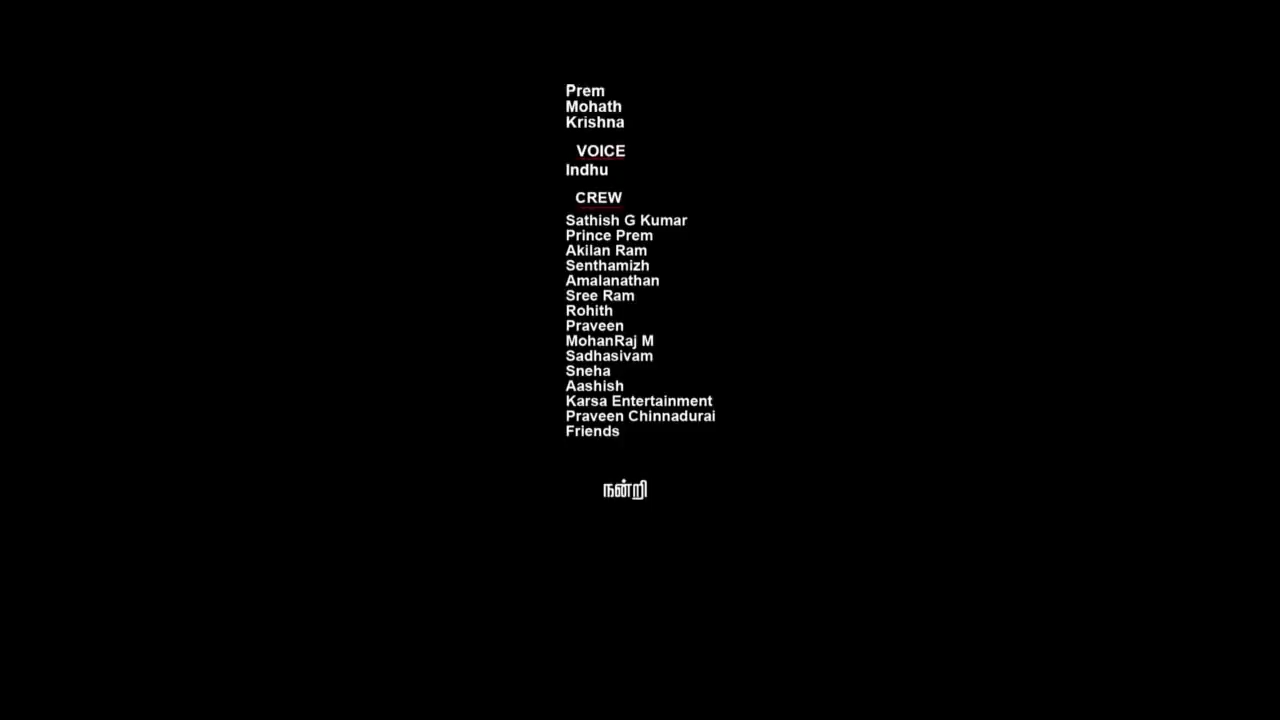 Prem
Mohath
Krishna
VOICE
Indhu
CREW
Sathish G Kumar
Prince Prem
Akilan Ram
Senthamizh
Amalanathan
Sree Ram
Rohith
Praveen
MohanRaj M
Sadhasivam
Sneha
Aashish
Karsa Entertainment
Praveen Chinnadurai
Friends
நன்றி